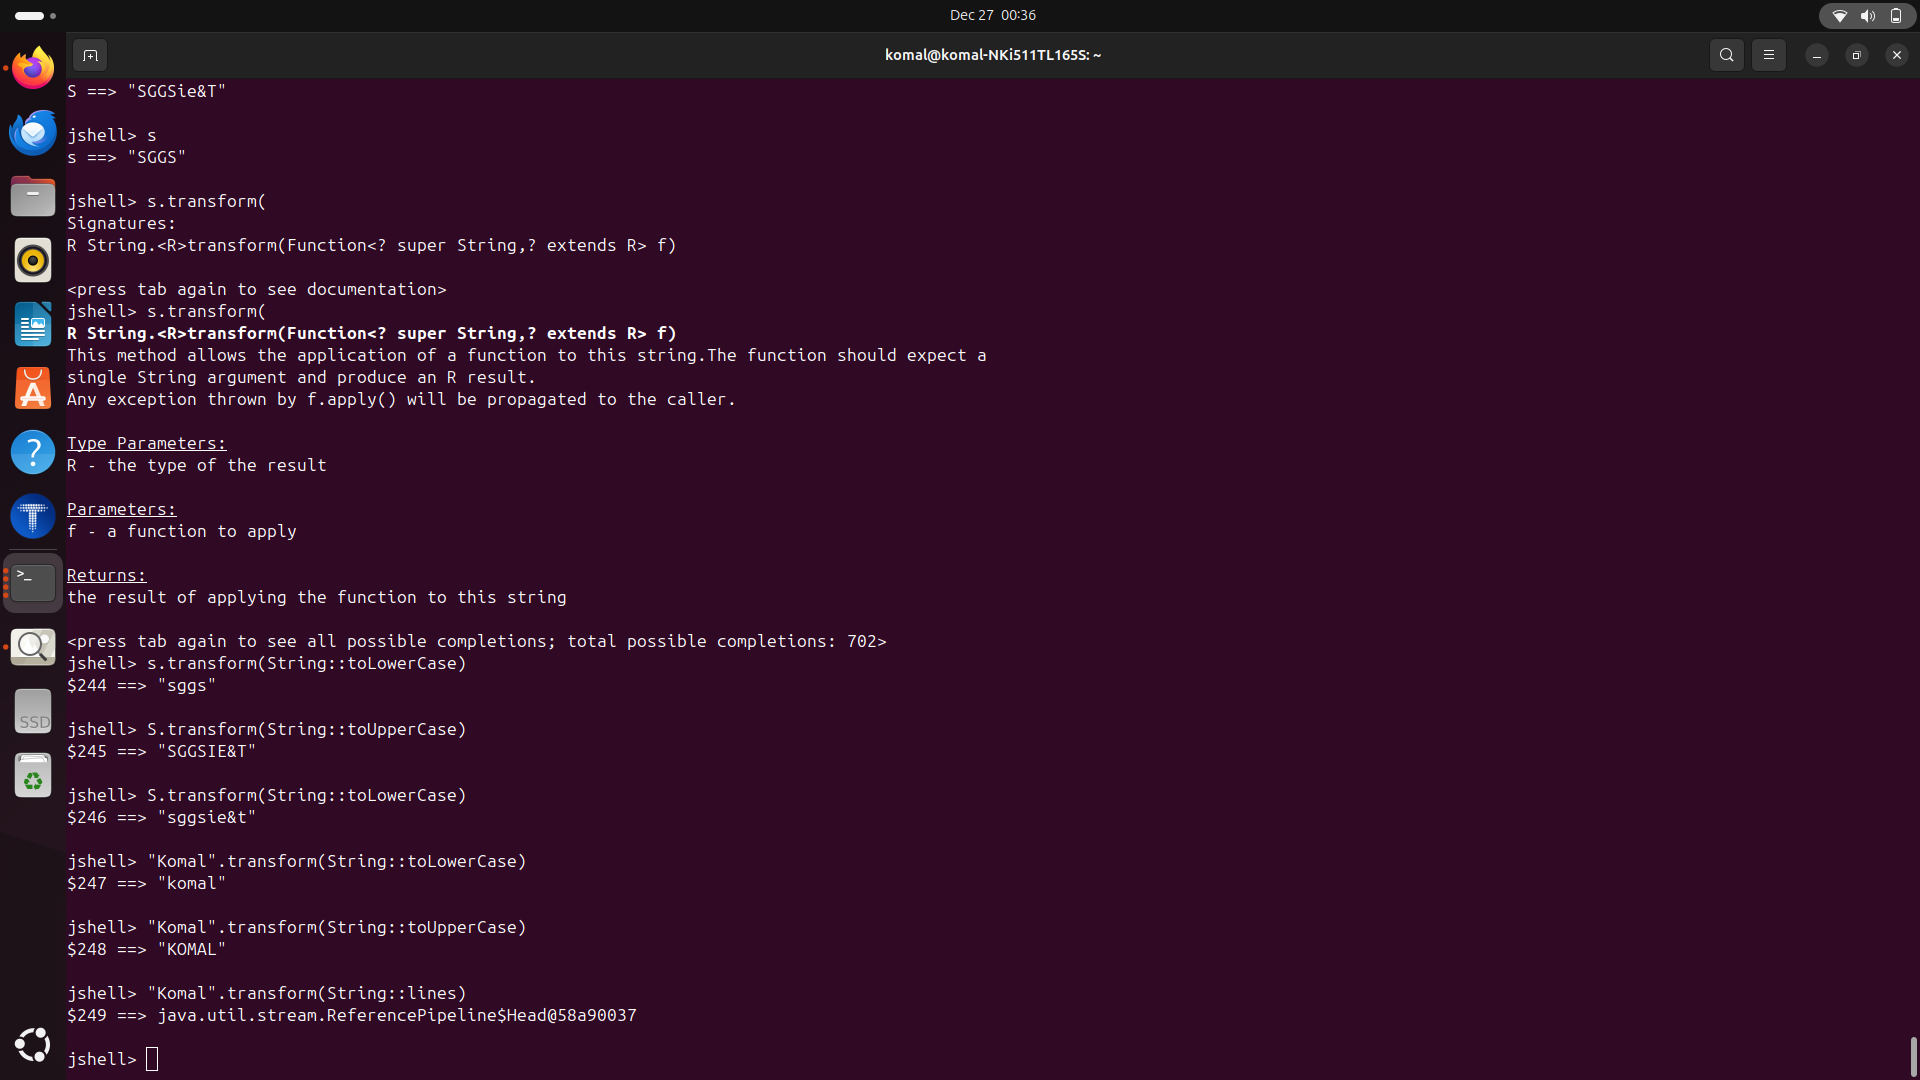 Dec 27 00:36
komal@komal-NKi511TL165S: ~
S ==> "SGGSie&T"
jshell> s
s ==> "SGGS"
jshell> s.transform(
Signatures:
R String.<R>transform(Function<? super String,? extends R> f)
<press tab again to see documentation>
jshell> s.transform(
R String.<R>transform(Function<? super String,? extends R> f)
This method allows the application of a function to this string.The function should expect a
single String argument and produce an R result.
Any exception thrown by f.apply() will be propagated to the caller.
Type Parameters:
R - the type of the result
Parameters:
f - a function to apply
Returns:
the result of applying the function to this string
<press tab again to see all possible completions; total possible completions: 702>
jshell> s.transform(String::toLowerCase)
$244 ==> "sggs"
jshell> S.transform(String::toUpperCase)
$245 ==> "SGGSIE&T"
jshell> S.transform(String::toLowerCase)
$246 ==> "sggsie&t"
jshell> "Komal".transform(String::toLowerCase)
$247 ==> "komal"
jshell> "Komal".transform(String::toUpperCase)
$248 ==> "KOMAL"
jshell> "Komal".transform(String::lines)
$249 ==> java.util.stream.ReferencePipeline$Head@58a90037
jshell>
SSD